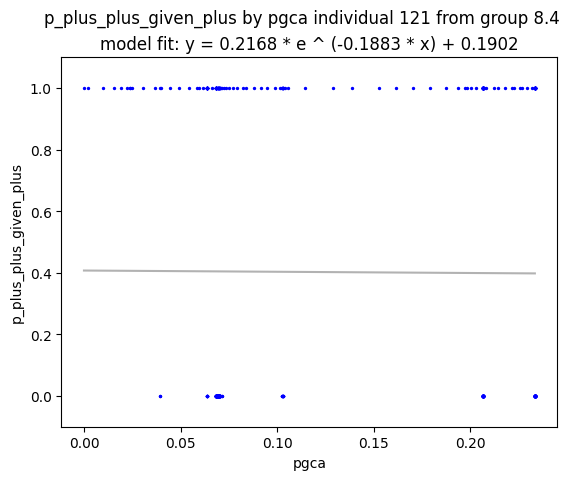 p_plus_plus_given_plus by pgca individual 121 from group 8.4
model fit: y = 0.2168 * e ^ (-0.1883 * x) + 0.1902
p_plus_plus_given_plus
1.0
0.8
0.6
0.4
0.2
0.0
0.00 0.05 0.10 0.15 0.20
pgca